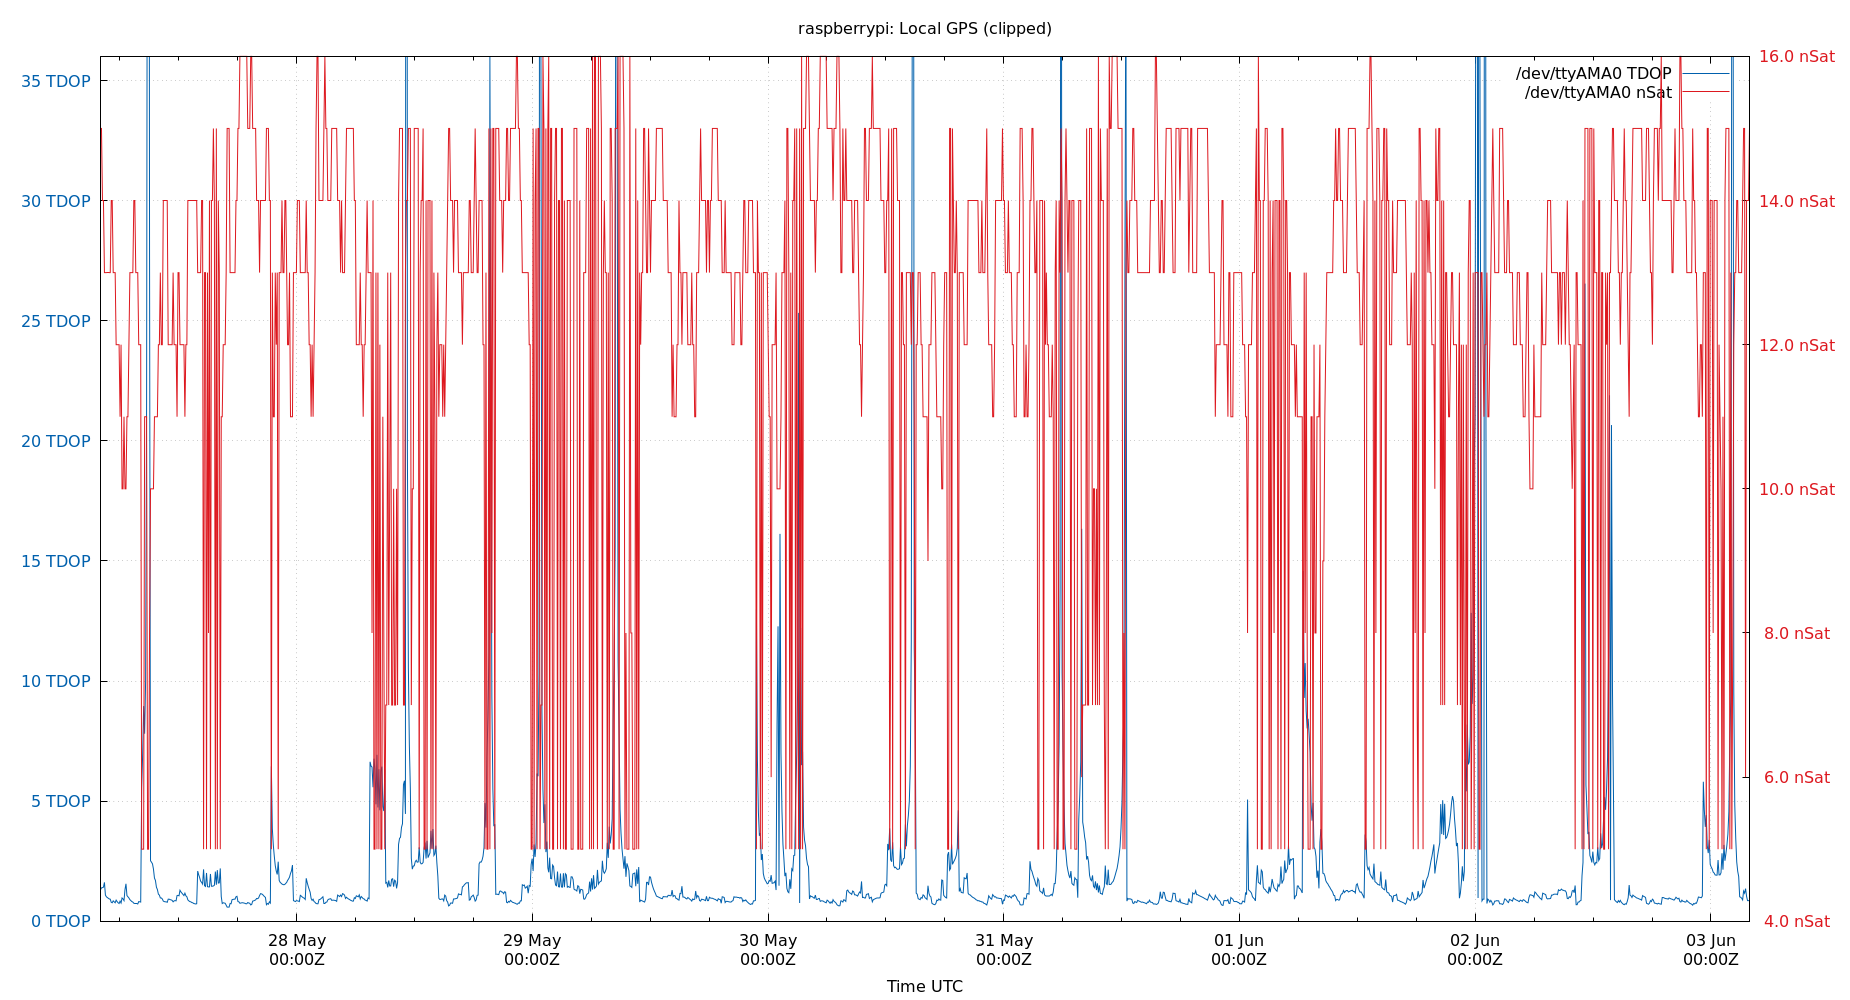 raspberrypi: Local GPS (clipped)
/dev/ttyAMA0 TDOP
/dev/ttyAMA0 nSat
35 TDOP
30 TDOP
25 TDOP
20 TDOP
15 TDOP
10 TDOP
5 TDOP
0 TDOP
16.0 nSat
14.0 nSat
12.0 nSat
10.0 nSat
8.0 nSat
6.0 nSat
4.0 nSat
28 May
00:00Z
29 May
00:00Z
30 May
00:00Z
31 May
00:00Z
01 Jun
00:00Z
02 Jun
00:00Z
03 Jun
00:00Z
Time UTC